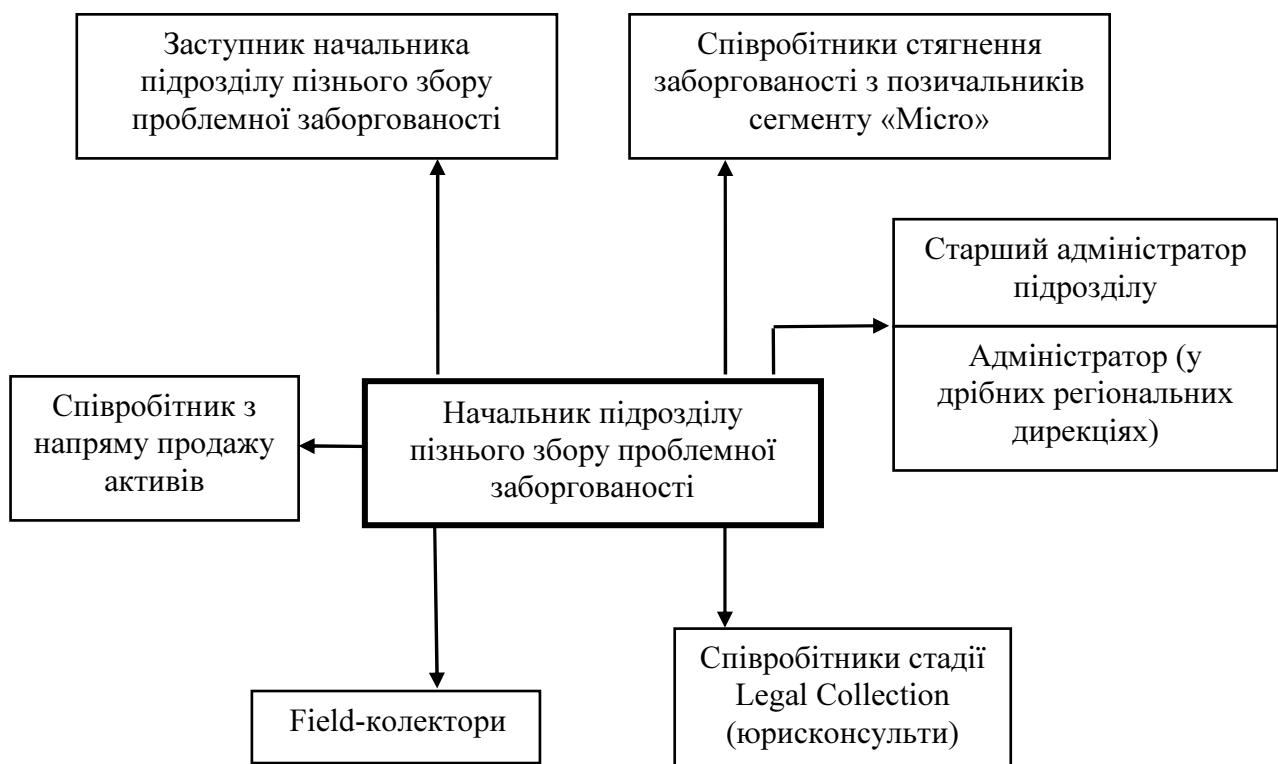 Заступник начальника
підрозділу пізнього збору
проблемної заборгованості
Співробітники стягнення
заборгованості з позичальників
сегменту «Micro»
Старший адміністратор
підрозділу
Адміністратор (у
дрібних регіональних
дирекціях)
Співробітник з
напряму продажу
активів
Начальник підрозділу
пізнього збору проблемної
заборгованості
Field-колектори
Співробітники стадії
Legal Collection
(юрисконсульти)